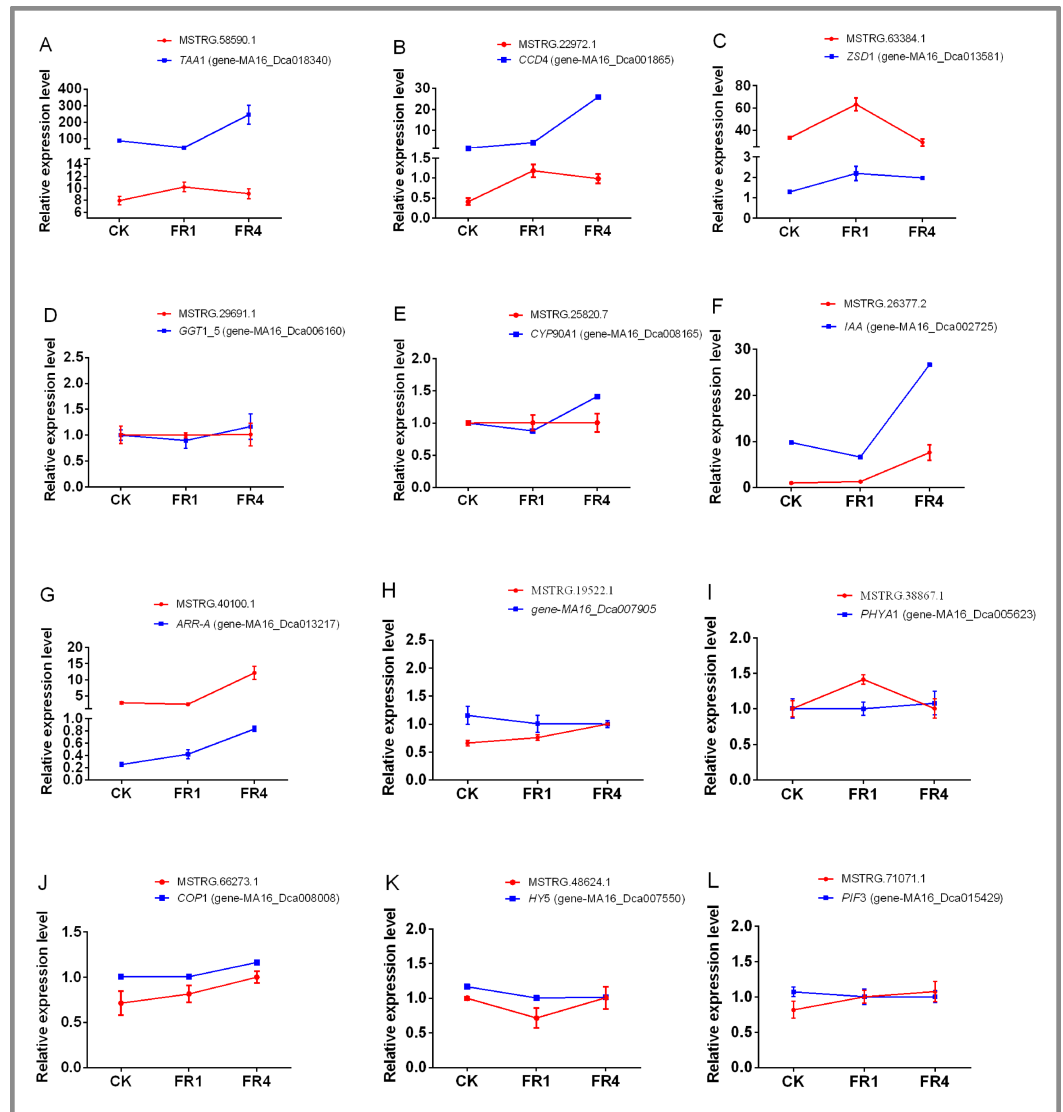 A
MSTRG.58590.1
TAA1 (gene-MA16_Dca018340)
Relative expression level
400
300
200
100
14
12
10
8
6
CK FR1 FR4
B
MSTRG.22972.1
CCD4 (gene-MA16_Dca001865)
Relative expression level
30
20
10
1.5
1.0
0.5
0.0
CK FR1 FR4
C
MSTRG.63384.1
ZSD1 (gene-MA16_Dca013581)
Relative expression level
80
60
40
3
2
1
0
CK FR1 FR4
D
MSTRG.29691.1
GGT1_5 (gene-MA16_Dca006160)
Relative expression level
2.5
2.0
1.5
1.0
0.5
0.0
CK FR1 FR4
E
MSTRG.25820.7
CYP90A1 (gene-MA16_Dca008165)
Relative expression level
2.0
1.5
1.0
0.5
0.0
CK FR1 FR4
F
MSTRG.26377.2
IAA (gene-MA16_Dca002725)
Relative expression level
30
20
10
0
CK FR1 FR4
G
MSTRG.40100.1
ARR-A (gene-MA16_Dca013217)
Relative expression level
20
15
10
5
1.0
0.8
0.6
0.4
0.2
0.0
CK FR1 FR4
H
MSTRG.19522.1
gene-MA16_Dca007905
Relative expression level
2.5
2.0
1.5
1.0
0.5
0.0
CK FR1 FR4
I
MSTRG.38867.1
PHYA1 (gene-MA16_Dca005623)
Relative expression level
2.0
1.5
1.0
0.5
0.0
CK FR1 FR4
J
MSTRG.66273.1
COP1 (gene-MA16_Dca008008)
Relative expression level
1.5
1.0
0.5
0.0
CK FR1 FR4
K
MSTRG.48624.1
HY5 (gene-MA16_Dca007550)
Relative expression level
2.0
1.5
1.0
0.5
0.0
CK FR1 FR4
L
MSTRG.71071.1
PIF3 (gene-MA16_Dca015429)
Relative expression level
2.0
1.5
1.0
0.5
0.0
CK FR1 FR4